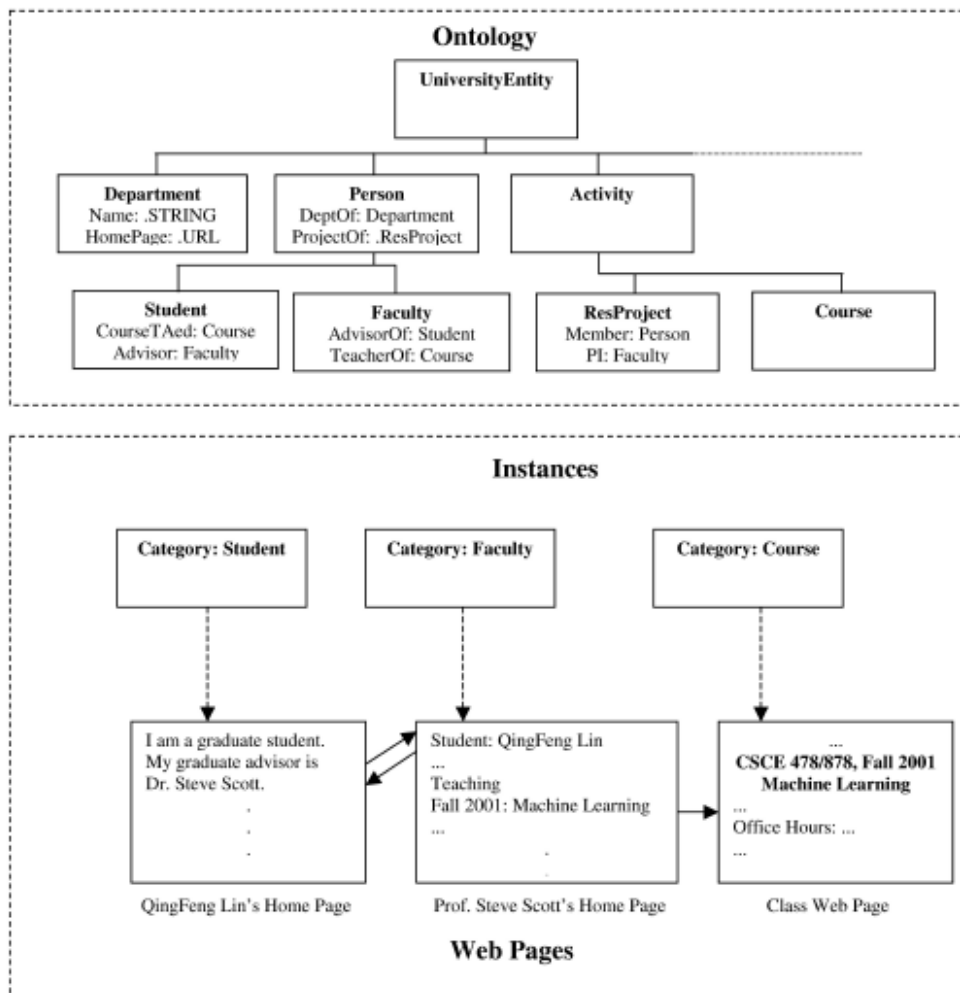 Ontology
UniversityEntity
Department
Name: .STRING
HomePage: .URL
Person
DeptOf: Department
ProjectOf: .ResProject
Activity
Student
CourseTAed: Course
Advisor: Faculty
Faculty
AdvisorOf: Student
TeacherOf: Course
ResProject
Member: Person
PI: Faculty
Course
Instances
Category: Student
Category: Faculty
Category: Course
I am a graduate student.
My graduate advisor is
Dr. Steve Scott.
.
.
.
Student: QingFeng Lin
...
Teaching
Fall 2001: Machine Learning
...
.
.
...
CSCE 478/878, Fall 2001
Machine Learning
...
Office Hours: ...
...
QingFeng Lin's Home Page
Prof. Steve Scott's Home Page
Class Web Page
Web Pages